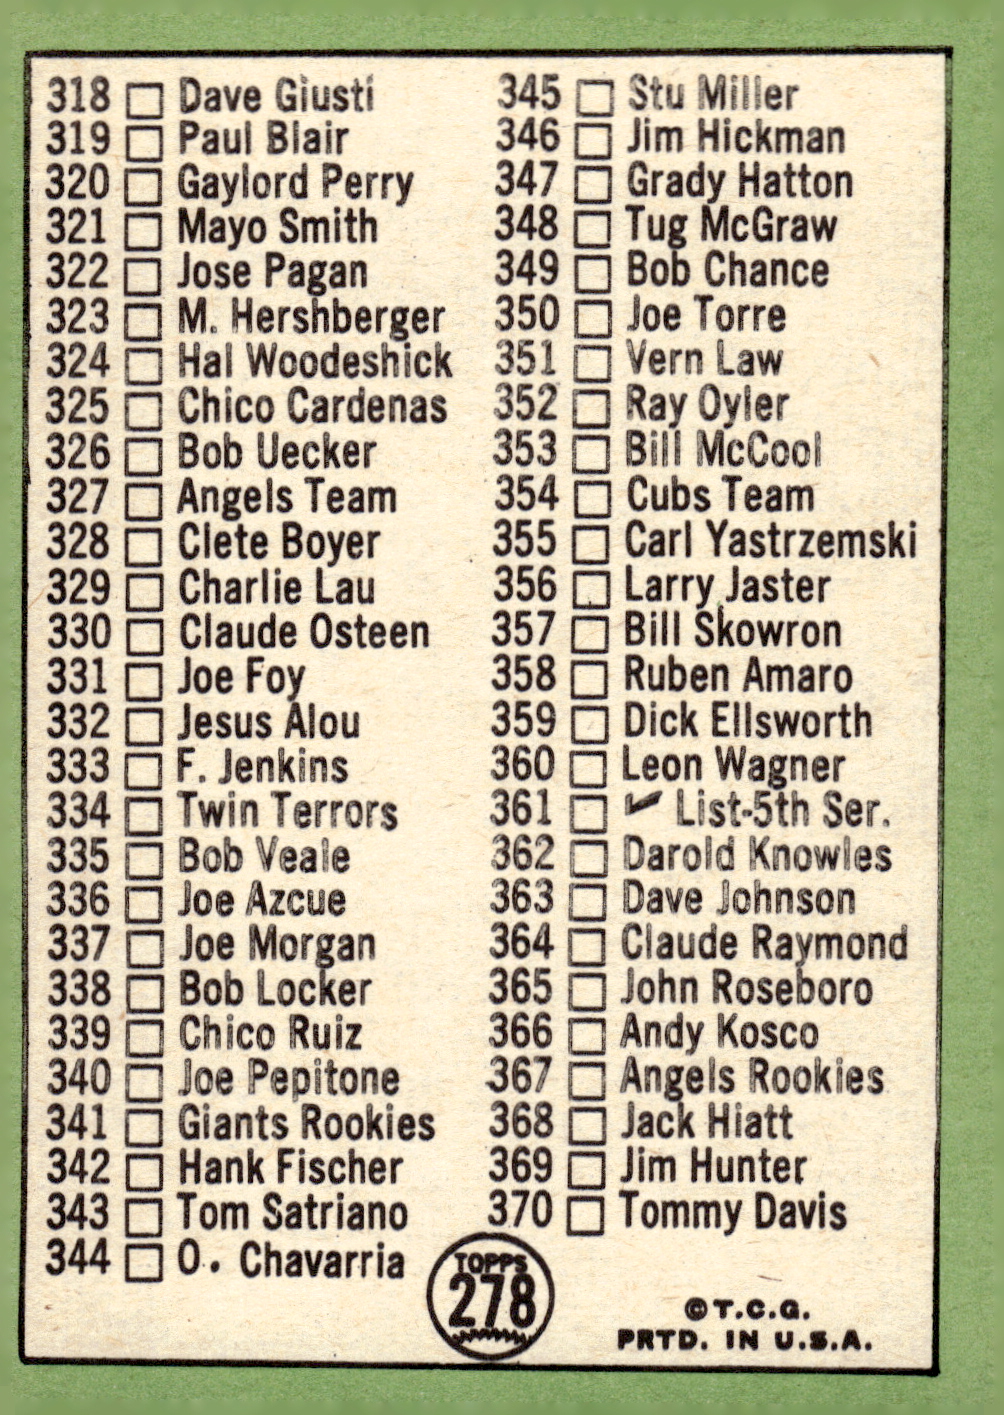 318 Dave Giusti
319 Paul Blair
320 Gaylord Perry
321 Mayo Smith
322 Jose Pagan
323 M. Hershberger
324 Hal Woodeshick
325 Chico Cardenas
326 Bob Uecker
327 Angels Team
328 Clete Boyer
329 Charlie Lau
330 Claude Osteen
331 Joe Foy
332 Jesus Alou
333 F. Jenkins
334 Twin Terrors
335 Bob Veale
336 Joe Azcue
337 Joe Morgan
338 Bob Locker
339 Chico Ruiz
340 Joe Pepitone
341 Giants Rookies
342 Hank Fischer
343 Tom Satriano
344 O. Chavarria
345 Stu Miller
346 Jim Hickman
347 Grady Hatton
348 Tug McGraw
349 Bob Chance
350 Joe Torre
351 Vern Law
352 Ray Oyler
353 Bill McCool
354 Cubs Team
355 Carl Yastrzemski
356 Larry Jaster
357 Bill Skowron
358 Ruben Amaro
359 Dick Ellsworth
360 Leon Wagner
361 ✔ List-5th Ser.
362 Darold Knowles
363 Dave Johnson
364 Claude Raymond
365 John Roseboro
366 Andy Kosco
367 Angels Rookies
368 Jack Hiatt
369 Jim Hunter
370 Tommy Davis
TOPPS
278
©T.C.G.
PRTD. IN U.S.A.